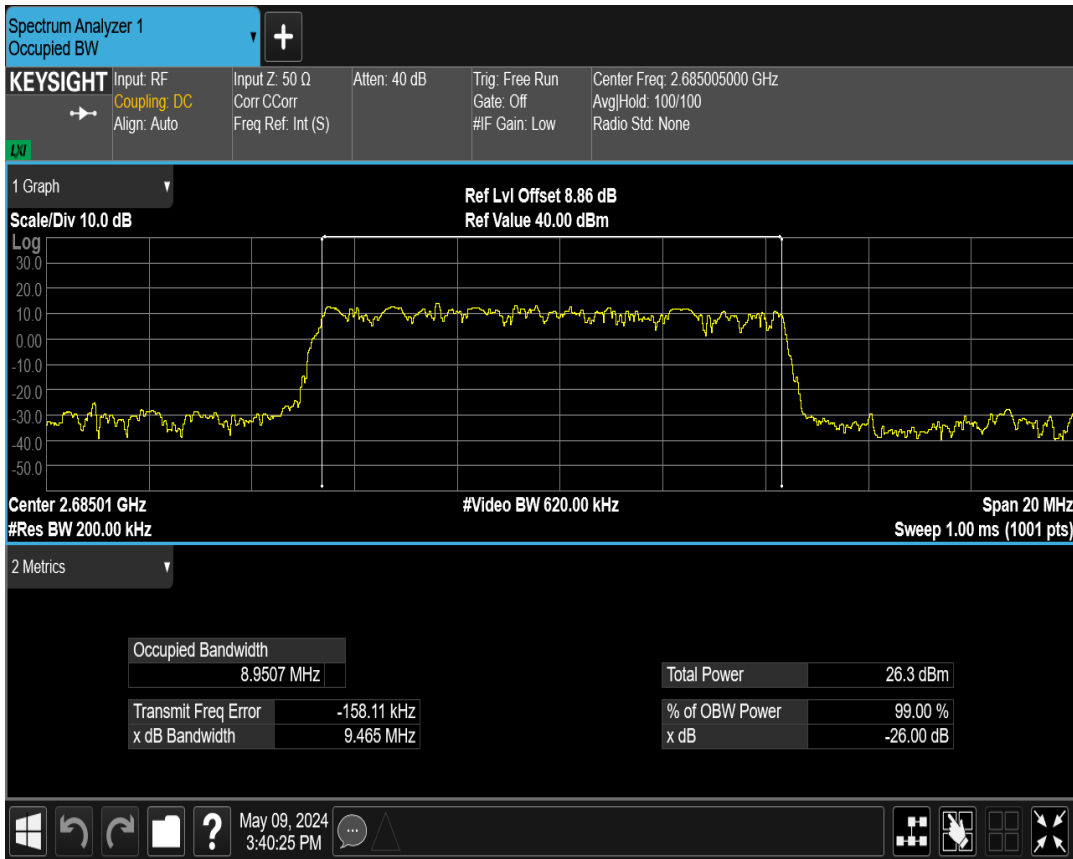 Spectrum Analyzer 1
Occupied BW
+
KEYSIGHT
LXI
Input: RF
Coupling: DC
Align: Auto
Input Z: 50 Ω
Corr CCorr
Freq Ref: Int (S)
Atten: 40 dB
Trig: Free Run
Gate: Off
#IF Gain: Low
Center Freq: 2.685005000 GHz
Avg|Hold: 100/100
Radio Std: None
1 Graph
Scale/Div 10.0 dB
Ref Lvl Offset 8.86 dB
Ref Value 40.00 dBm
Log
30.0
20.0
10.0
0.00
-10.0
-20.0
-30.0
-40.0
-50.0
Center 2.68501 GHz
#Video BW 620.00 kHz
Span 20 MHz
#Res BW 200.00 kHz
Sweep 1.00 ms (1001 pts)
2 Metrics
Occupied Bandwidth
8.9507 MHz
Total Power 26.3 dBm
Transmit Freq Error -158.11 kHz
% of OBW Power 99.00 %
x dB Bandwidth 9.465 MHz
x dB -26.00 dB
?
May 09, 2024
3:40:25 PM